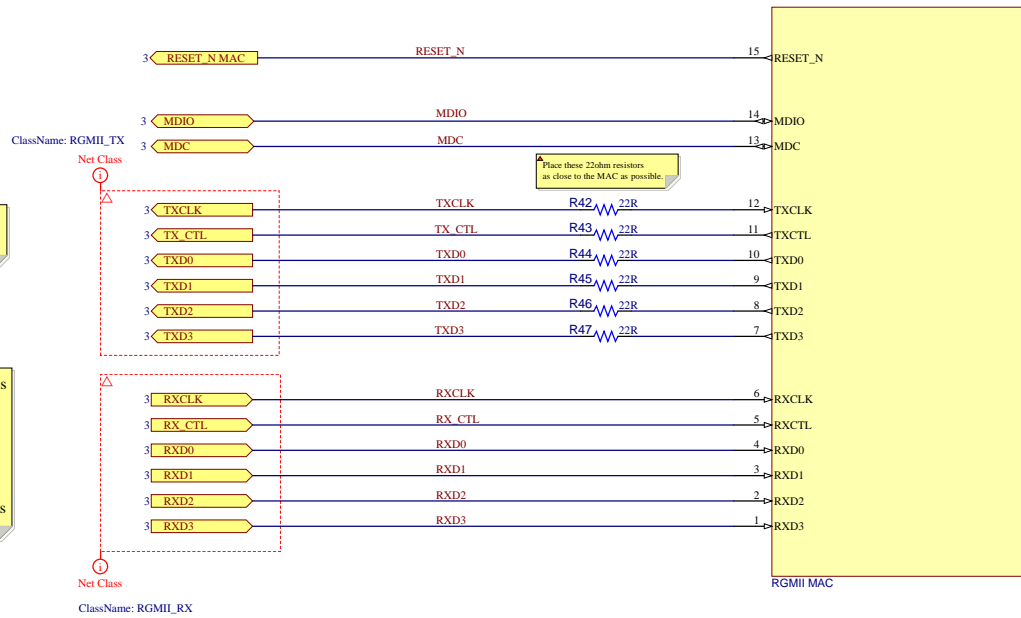 3 RESET_N MAC RESET_N 15 RESET_N
3 MDIO MDIO 14 MDIO
ClassName: RGMII_TX
3 MDC MDC 13 MDC
Net Class
i
Place these 22ohm resistors
as close to the MAC as possible.
3 TXCLK TXCLK R42 22R 12 TXCLK
3 TX_CTL TX_CTL R43 22R 11 TXCTL
3 TXD0 TXD0 R44 22R 10 TXD0
3 TXD1 TXD1 R45 22R 9 TXD1
3 TXD2 TXD2 R46 22R 8 TXD2
3 TXD3 TXD3 R47 22R 7 TXD3
s
3 RXCLK RXCLK 6 RXCLK
3 RX_CTL RX_CTL 5 RXCTL
3 RXD0 RXD0 4 RXD0
3 RXD1 RXD1 3 RXD1
3 RXD2 RXD2 2 RXD2
s
3 RXD3 RXD3 1 RXD3
i
Net Class
RGMII MAC
ClassName: RGMII_RX